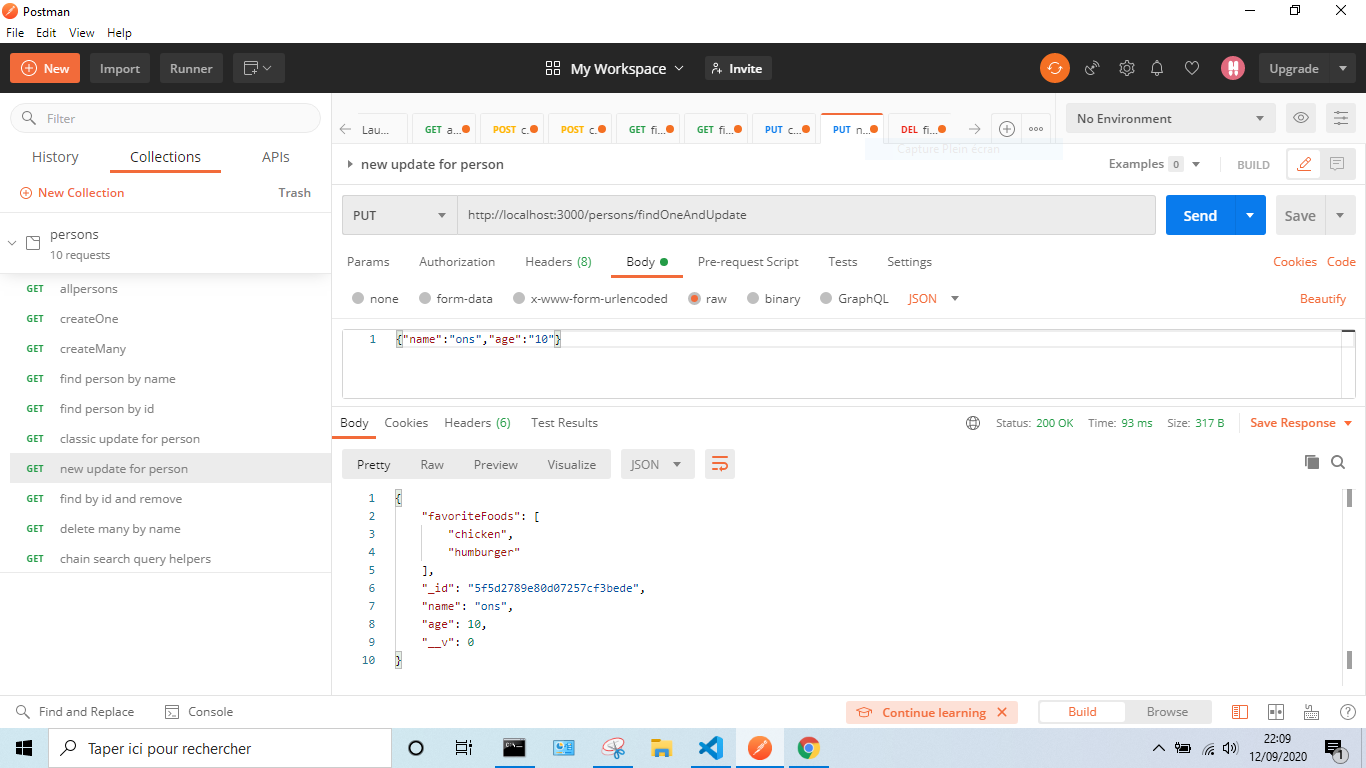 Postman
File Edit View Help
New Import Runner My Workspace Invite Upgrade
Filter
History Collections APIs
New Collection Trash
persons
10 requests
GET allpersons
GET createOne
GET createMany
GET find person by name
GET find person by id
GET classic update for person
GET new update for person
GET find by id and remove
GET delete many by name
GET chain search query helpers
Lau... GET a... POST c... POST c... GET fi... GET fi... PUT c... PUT n... DEL fi...
No Environment
Capture Plein écran
new update for person Examples 0 BUILD
PUT http://localhost:3000/persons/findOneAndUpdate Send Save
Params Authorization Headers (8) Body Pre-request Script Tests Settings Cookies Code
none form-data x-www-form-urlencoded raw binary GraphQL JSON Beautify
1 {"name":"ons","age":"10"}
Body Cookies Headers (6) Test Results Status: 200 OK Time: 93 ms Size: 317 B Save Response
Pretty Raw Preview Visualize JSON
1 {
2 "favoriteFoods": [
3 "chicken",
4 "humburger"
5 ],
6 "_id": "5f5d2789e80d07257cf3bede",
7 "name": "ons",
8 "age": 10,
9 "__v": 0
10 }
Find and Replace Console Continue learning Build Browse
Taper ici pour rechercher
22:09
12/09/2020
1